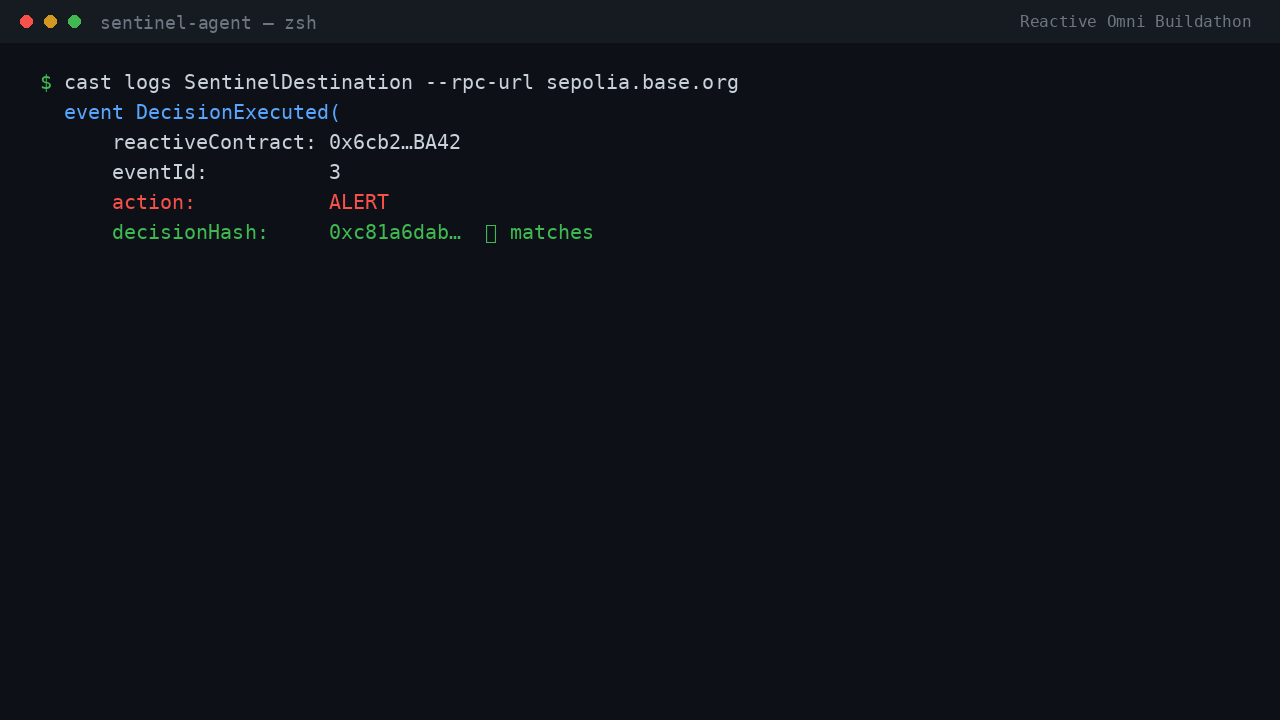 sentinel-agent — zsh
Reactive Omni Buildathon
$ cast logs SentinelDestination --rpc-url sepolia.base.org
event DecisionExecuted(
reactiveContract: 0x6cb2…BA42
eventId: 3
action: ALERT
decisionHash: 0xc81a6dab… ▯ matches